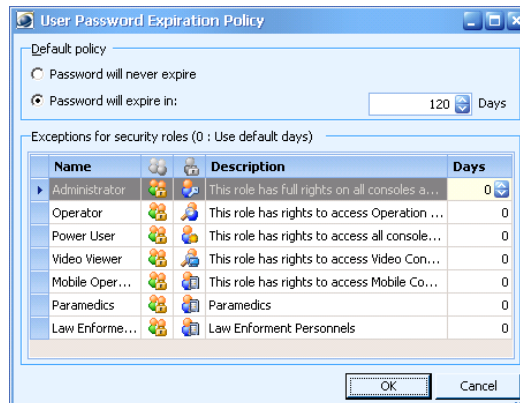 User Password Expiration Policy
Default policy
Password will never expire
Password will expire in: 120 Days
Exceptions for security roles (0 : Use default days)
Name Description Days
Administrator This role has full rights on all consoles a... 0
Operator This role has rights to access Operation ... 0
Power User This role has rights to access all console... 0
Video Viewer This role has rights to access Video Con... 0
Mobile Oper... This role has rights to access Mobile Co... 0
Paramedics Paramedics 0
Law Enforme... Law Enforment Personnels 0
OK Cancel